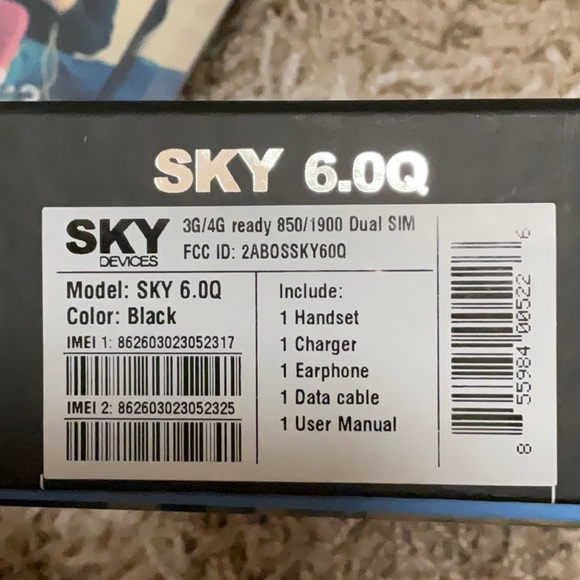 SKY 6.0Q
SKY
DEVICES
3G/4G ready 850/1900 Dual SIM
FCC ID: 2ABOSSKY60Q
Model: SKY 6.0Q
Color: Black
IMEI 1: 862603023052317
IMEI 2: 862603023052325
Include:
1 Handset
1 Charger
1 Earphone
1 Data cable
1 User Manual
8 55984 00522 6